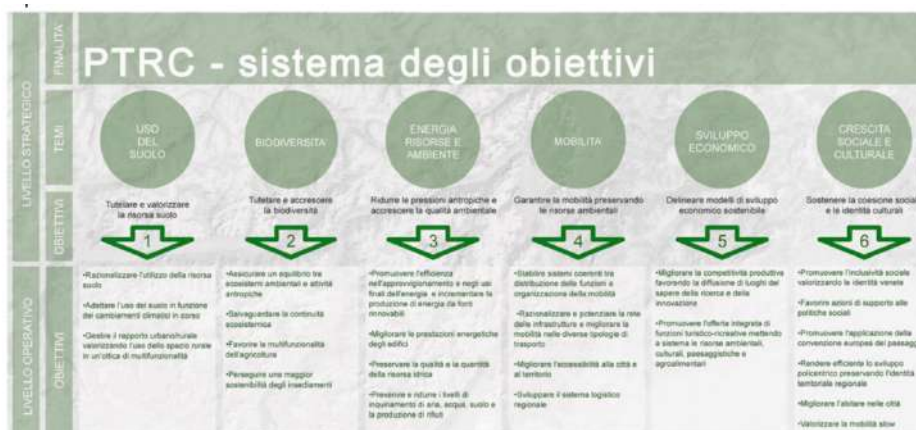 PTRC - sistema degli obiettivi
LIVELLO STRATEGICO
FINALITÀ
TEMI
OBIETTIVI
USO
DEL
SUOLO
BIODIVERSITÀ
ENERGIA
RISORSE E
AMBIENTE
MOBILITÀ
SVILUPPO
ECONOMICO
CRESCITA
SOCIALE E
CULTURALE
Tutelare e valorizzare
la risorsa suolo
Tutelare e accrescere
la biodiversità
Ridurre le pressioni antropiche e
accrescere la qualità ambientale
Garantire la mobilità preservando
le risorse ambientali
Delineare modelli di sviluppo
economico sostenibile
Sostenere la coesione social
e le identità culturali
1
2
3
4
5
6
LIVELLO OPERATIVO
OBIETTIVI
•Razionalizzare l'utilizzo della risorsa
suolo
•Adattare l'uso del suolo in funzione
dei cambiamenti climatici in corso
•Gestire il rapporto urbano/rurale
valorizzando l'uso dello spazio rurale
in un'ottica di multifunzionalità
•Assicurare un equilibrio tra
ecosistemi ambientali e attività
antropiche
•Salvaguardare la continuità
ecosistemica
•Favorire la multifunzionalità
dell'agricoltura
•Perseguire una maggior
sostenibilità degli insediamenti
•Promuovere l'efficienza
nell'approvvigionamento e negli usi
finali dell'energia e incrementare la
produzione di energia da fonti
rinnovabili
•Migliorare le prestazioni energetiche
degli edifici
•Preservare la qualità e la quantità
della risorsa idrica
•Prevenire e ridurre i livelli di
inquinamento di aria, acqua, suolo e
la produzione di rifiuti
•Stabilire sistemi coerenti tra
distribuzione delle funzioni e
organizzazione della mobilità
•Razionalizzare e potenziare la rete
delle infrastrutture e migliorare la
mobilità nelle diverse tipologie di
trasporto
•Migliorare l'accessibilità alla città e
al territorio
•Sviluppare il sistema logistico
regionale
•Migliorare la competitività produttiva
favorendo la diffusione di luoghi del
sapere della ricerca e della
innovazione
•Promuovere l'offerta integrata di
funzioni turistico-ricreative mettendo
a sistema le risorse ambientali,
culturali, paesaggistiche e
agroalimentari
•Promuovere l'inclusività sociale
valorizzando le identità venete
•Favorire azioni di supporto alle
politiche sociali
•Promuovere l'applicazione della
convenzione europea del paesagg
•Rendere efficiente lo sviluppo
policentrico preservando l'identità
territoriale regionale
•Migliorare l'abitare nelle città
•Valorizzare la mobilità slow